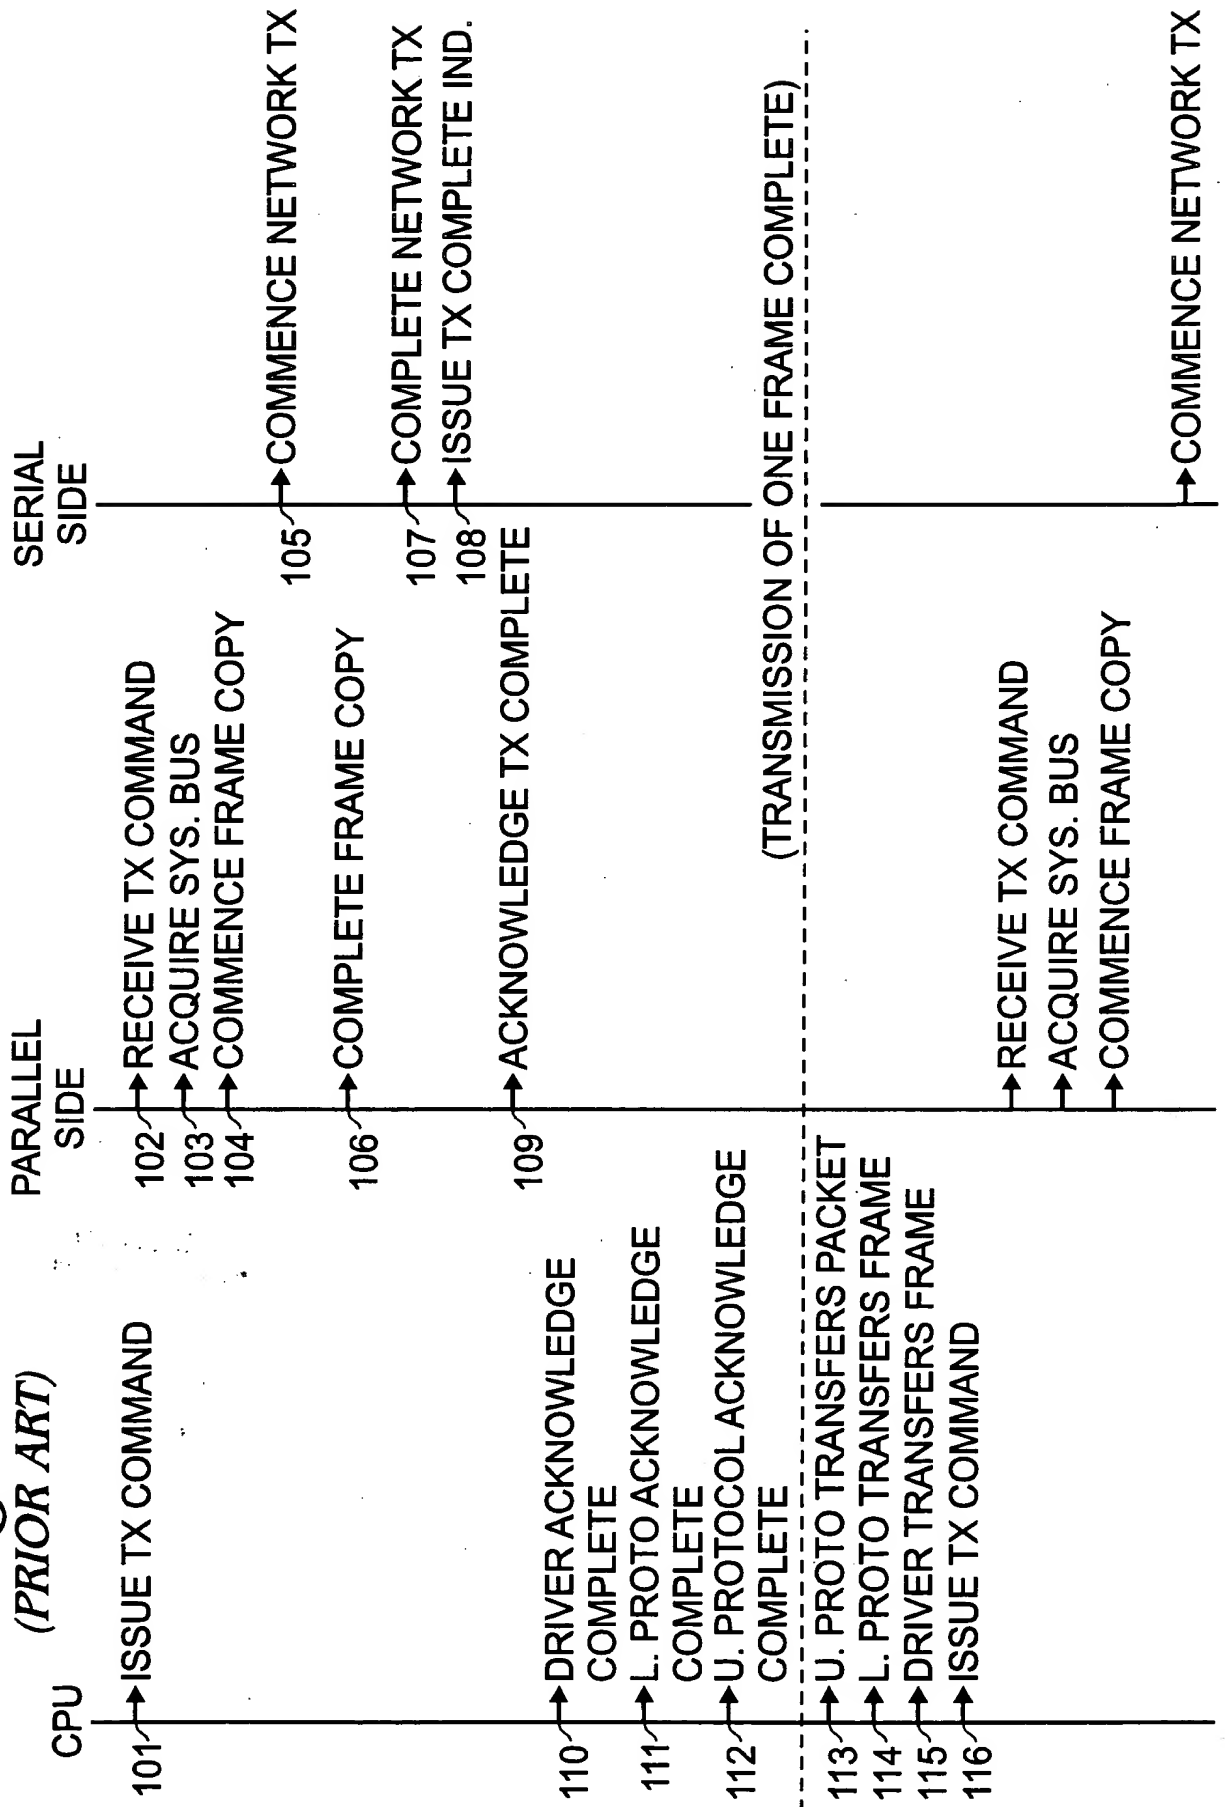 (PRIOR ART)
CPU
101
ISSUE TX COMMAND
110
DRIVER ACKNOWLEDGE
COMPLETE
111
L. PROTO ACKNOWLEDGE
COMPLETE
112
U. PROTOCOL ACKNOWLEDGE
COMPLETE
113
U. PROTO TRANSFERS PACKET
114
L. PROTO TRANSFERS FRAME
115
DRIVER TRANSFERS FRAME
116
ISSUE TX COMMAND
PARALLEL
SIDE
102
RECEIVE TX COMMAND
103
ACQUIRE SYS. BUS
104
COMMENCE FRAME COPY
106
COMPLETE FRAME COPY
109
ACKNOWLEDGE TX COMPLETE
(TRANSMISSION OF ONE FRAME COMPLETE)
RECEIVE TX COMMAND
ACQUIRE SYS. BUS
COMMENCE FRAME COPY
SERIAL
SIDE
105
COMMENCE NETWORK TX
107
COMPLETE NETWORK TX
108
ISSUE TX COMPLETE IND.
COMMENCE NETWORK TX